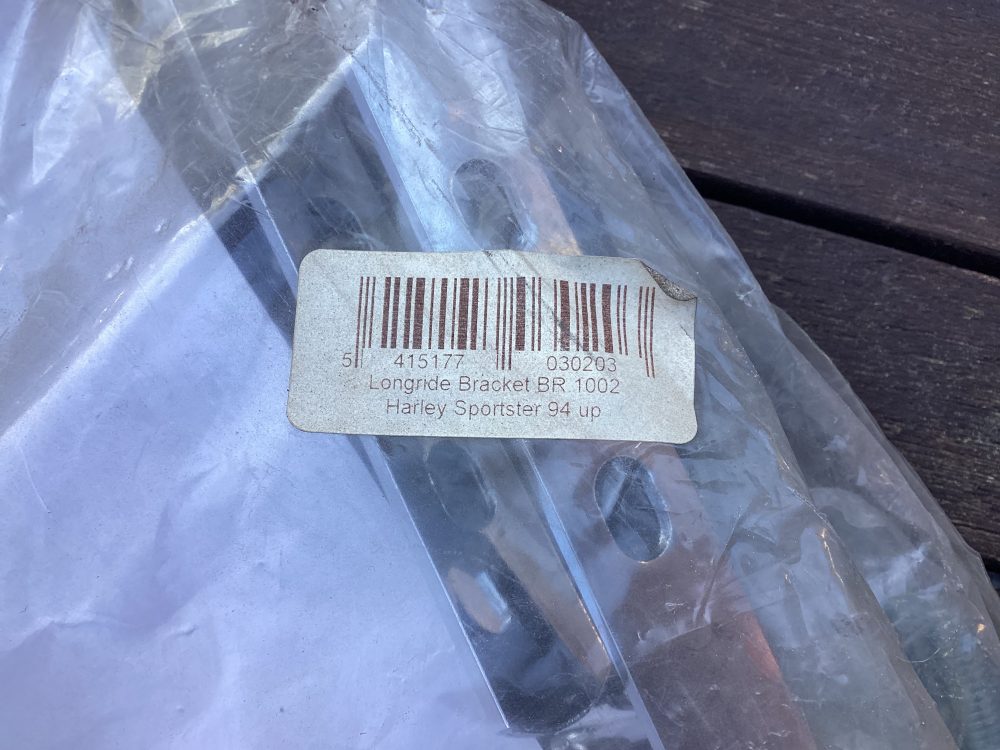 5 415177 030203
Longride Bracket BR 1002
Harley Sportster 94 up